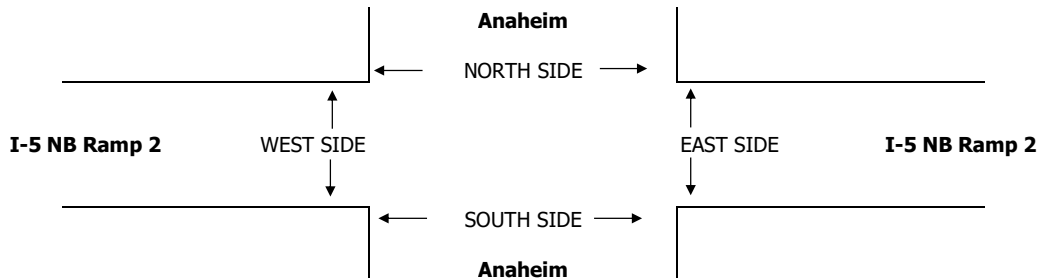 Anaheim
NORTH SIDE
I-5 NB Ramp 2 WEST SIDE EAST SIDE I-5 NB Ramp 2
SOUTH SIDE
Anaheim